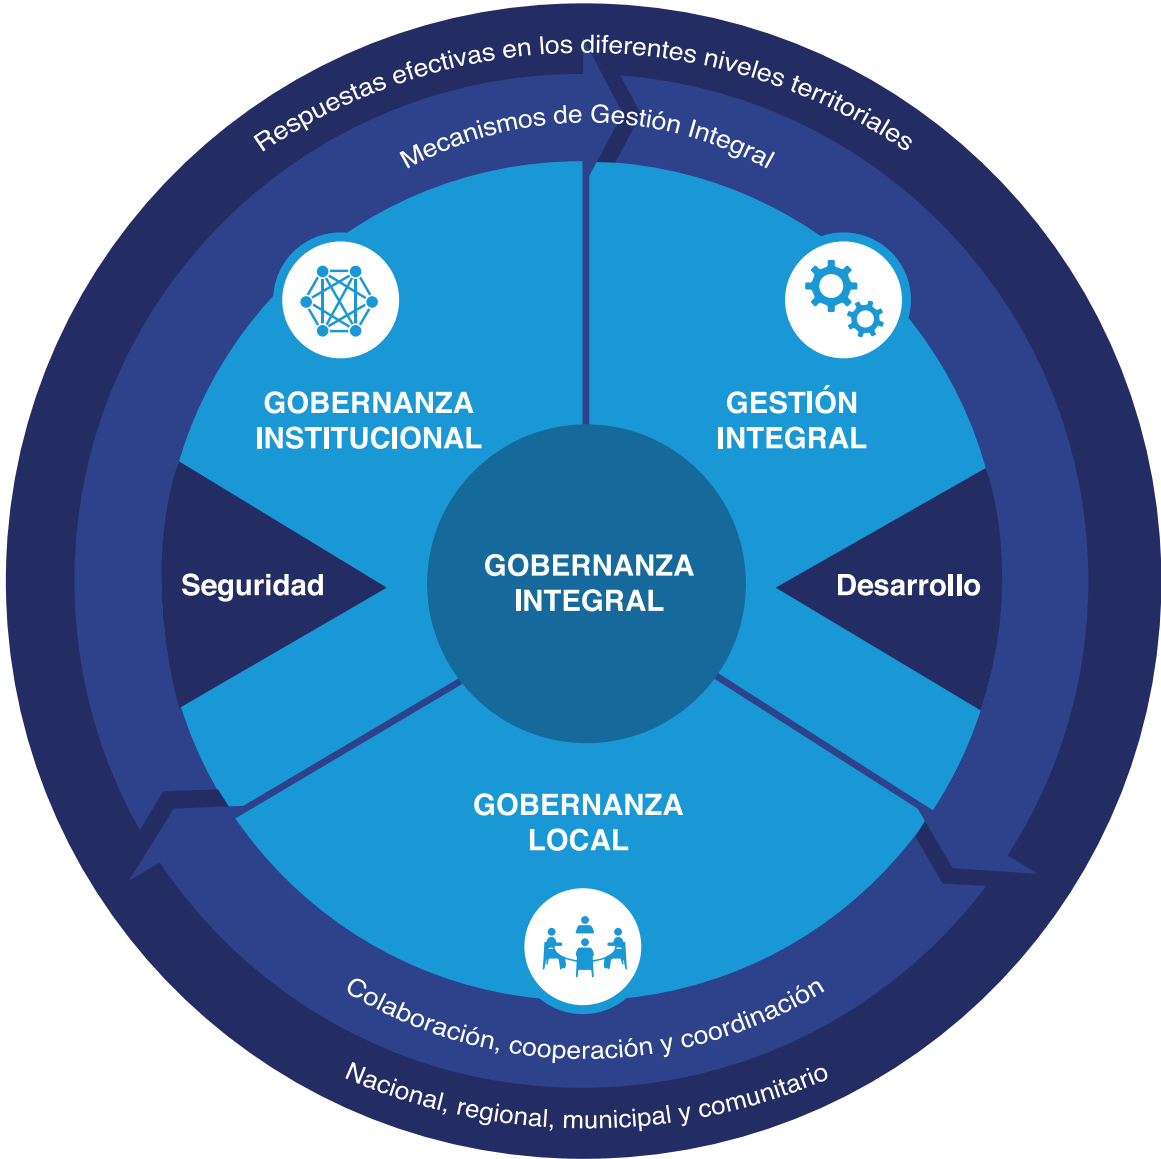 Respuestas efectivas en los diferentes niveles territoriales
Mecanismos de Gestión Integral
GOBERNANZA
INSTITUCIONAL
GESTIÓN
INTEGRAL
Seguridad
GOBERNANZA
INTEGRAL
Desarrollo
GOBERNANZA
LOCAL
Colaboración, cooperación y coordinación
Nacional, regional, municipal y comunitario